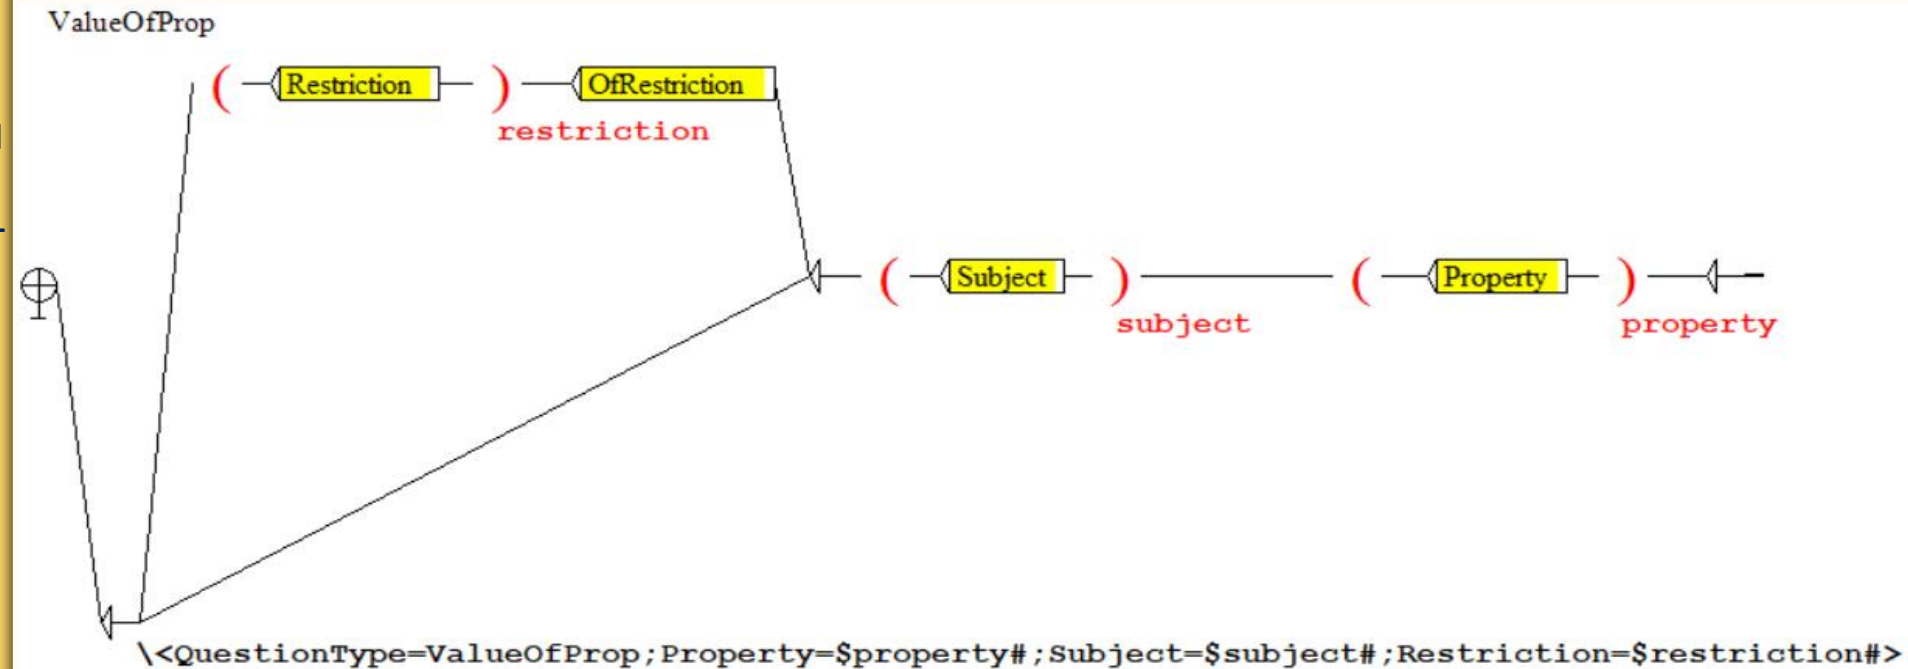 ValueOfProp
( Restriction ) OfRestriction
restriction
( Subject ) ( Property )
subject property
\<QuestionType=ValueOfProp;Property=$property#;Subject=$subject#;Restriction=$restriction#>